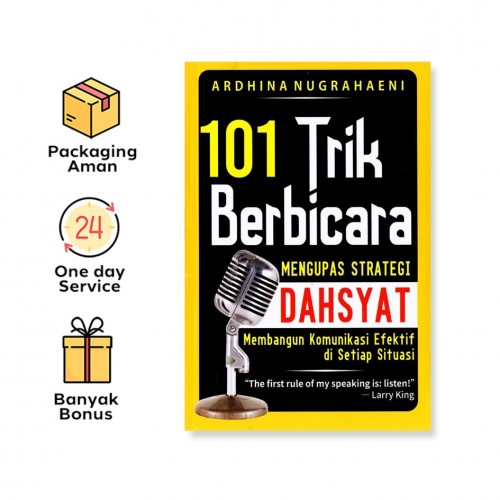 Packaging
Aman
24
One day
Service
Banyak
Bonus
ARDHINA NUGRAHAENI
101 Trik
Berbicara
MENGUPAS STRATEGI
DAHSYAT
Membangun Komunikasi Efektif
di Setiap Situasi
"The first rule of my speaking is: listen!"
— Larry King